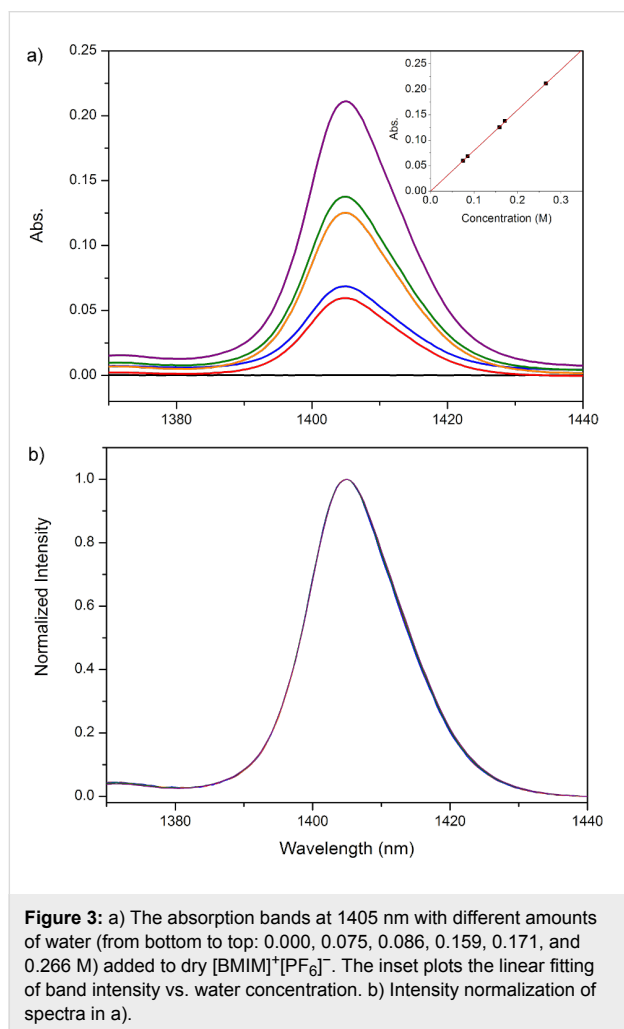 a)
0.25
0.20
0.15
0.10
0.05
0.00
Abs.
1380
1400
1420
1440
0.25
0.20
0.15
0.10
0.05
0.00
Abs.
0.0
0.1
0.2
0.3
Concentration (M)
b)
1.0
0.8
0.6
0.4
0.2
0.0
Normalized Intensity
1380
1400
1420
1440
Wavelength (nm)
Figure 3: a) The absorption bands at 1405 nm with different amounts
of water (from bottom to top: 0.000, 0.075, 0.086, 0.159, 0.171, and
0.266 M) added to dry [BMIM]⁺[PF₆]⁻. The inset plots the linear fitting
of band intensity vs. water concentration. b) Intensity normalization of
spectra in a).